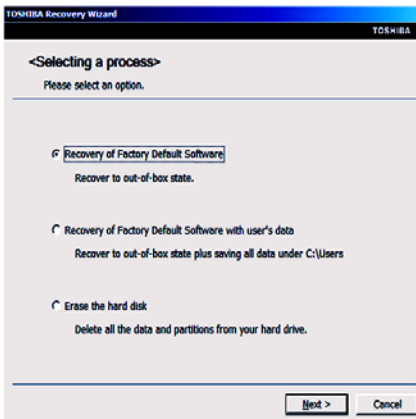 TOSHIBA Recovery Wizard
TOSHIBA
<Selecting a process>
Please select an option.
Recovery of Factory Default Software
Recover to out-of-box state.
Recovery of Factory Default Software with user's data
Recover to out-of-box state plus saving all data under C:\Users
Erase the hard disk
Delete all the data and partitions from your hard drive.
Next >
Cancel